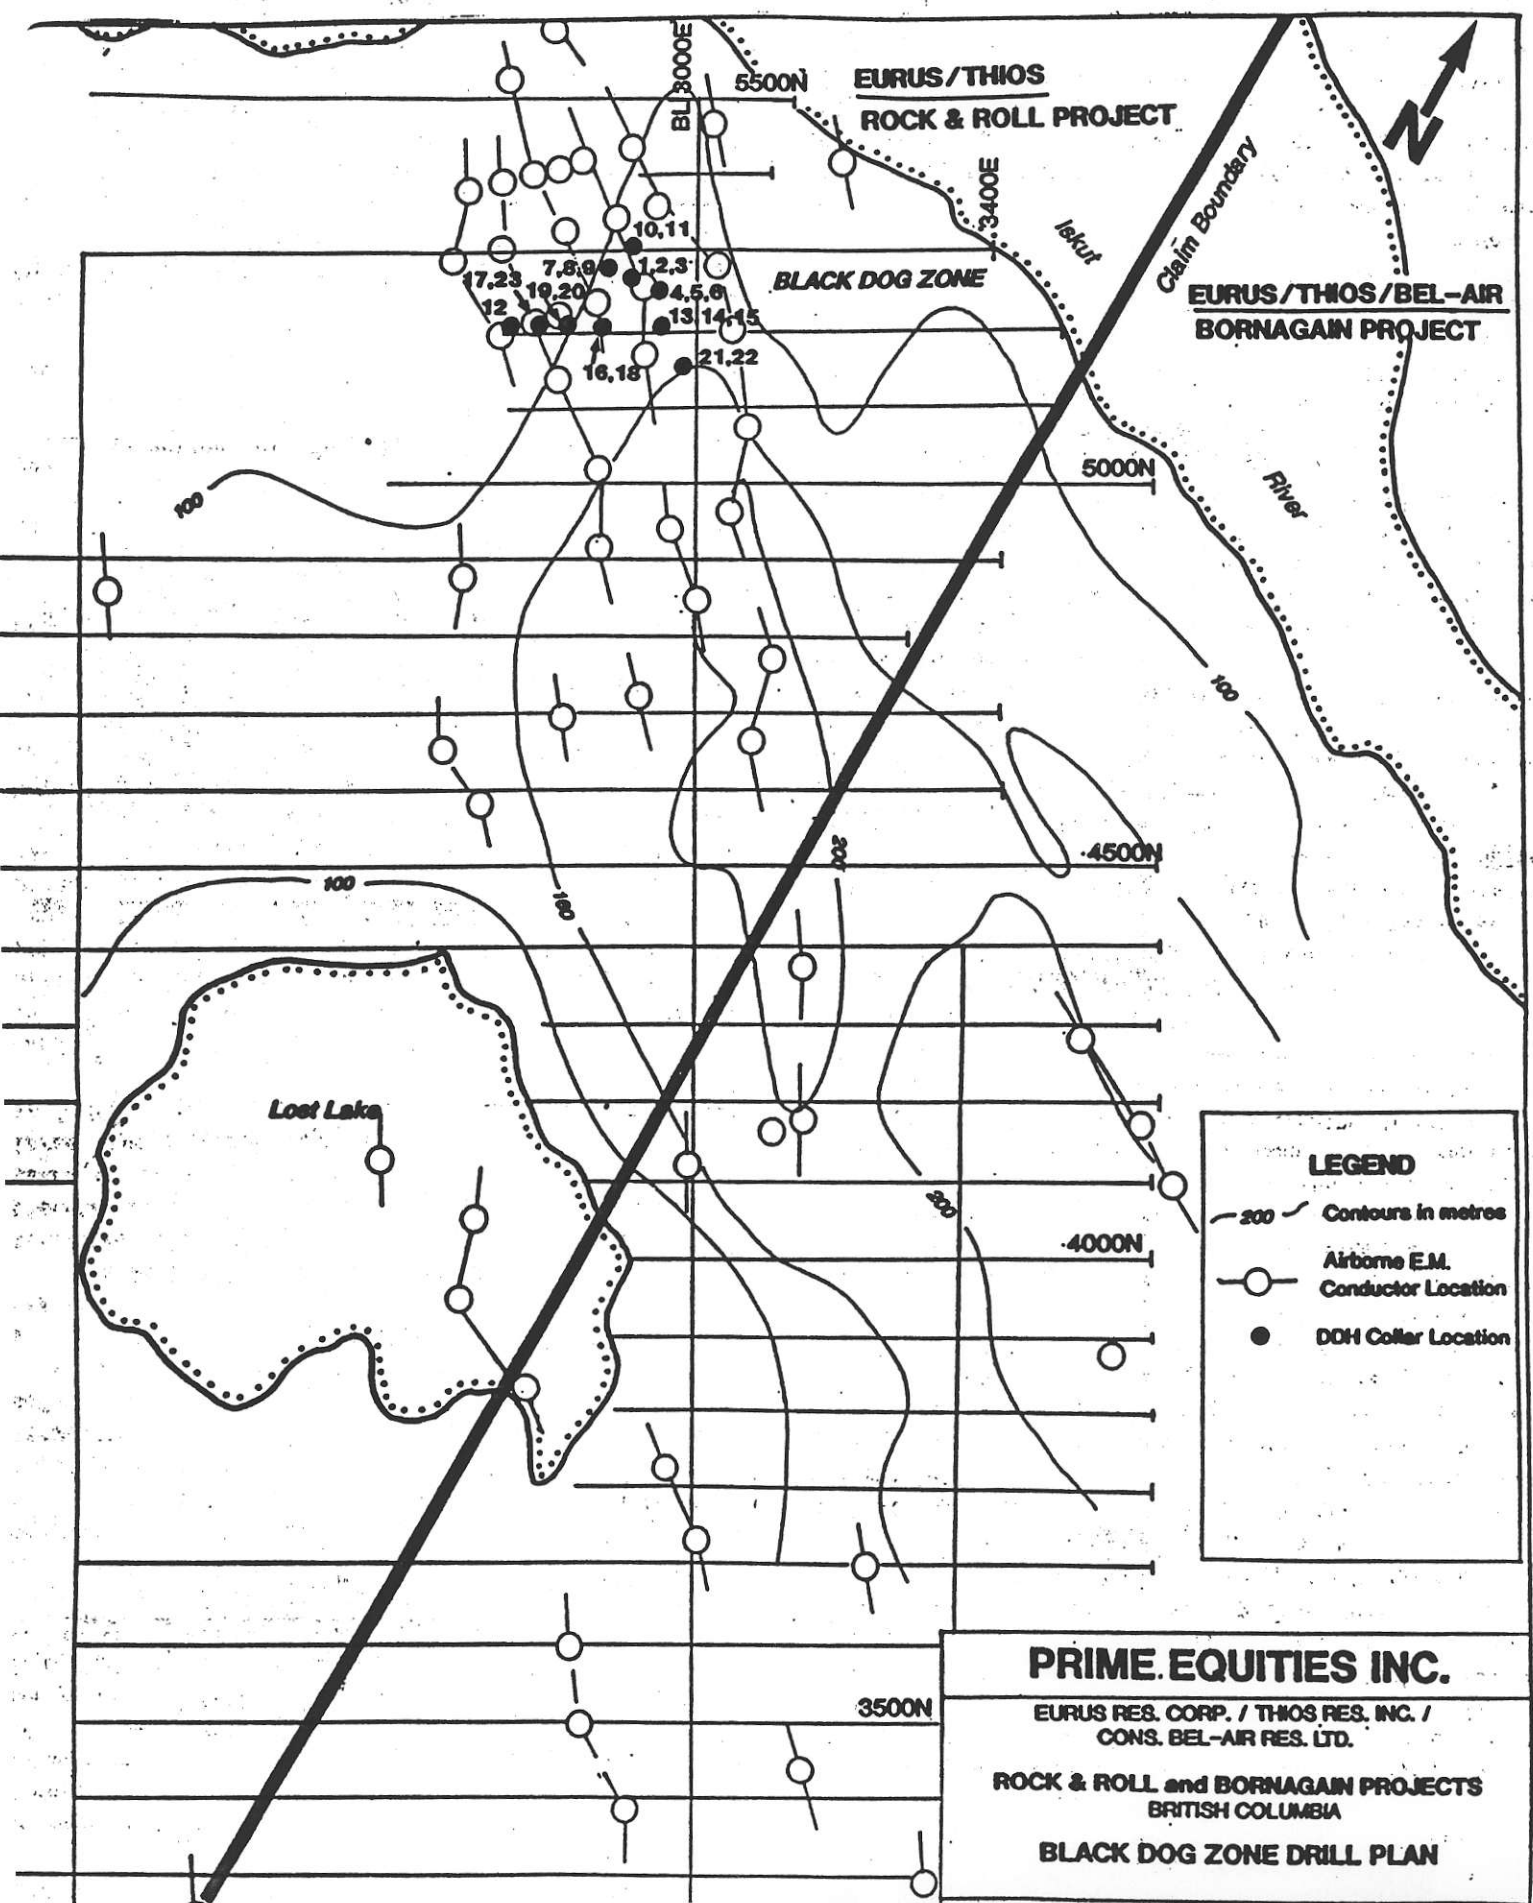 BL 3000E
5500N
EURUS/THIOS
ROCK & ROLL PROJECT
N
3400E
Iskut
Claim Boundary
10,11
7,8,9
1,2,3
BLACK DOG ZONE
17,23
19,20
4,5,6
EURUS/THIOS/BEL-AIR
BORNAGAIN PROJECT
12
13,14,15
16,18
21,22
5000N
River
100
100
4500N
200
100
160
Lost Lake
LEGEND
200
Contours in metres
200
4000N
Airborne E.M.
Conductor Location
DDH Collar Location
PRIME EQUITIES INC.
3500N
EURUS RES. CORP. / THIOS RES. INC. /
CONS. BEL-AIR RES. LTD.
ROCK & ROLL and BORNAGAIN PROJECTS
BRITISH COLUMBIA
BLACK DOG ZONE DRILL PLAN